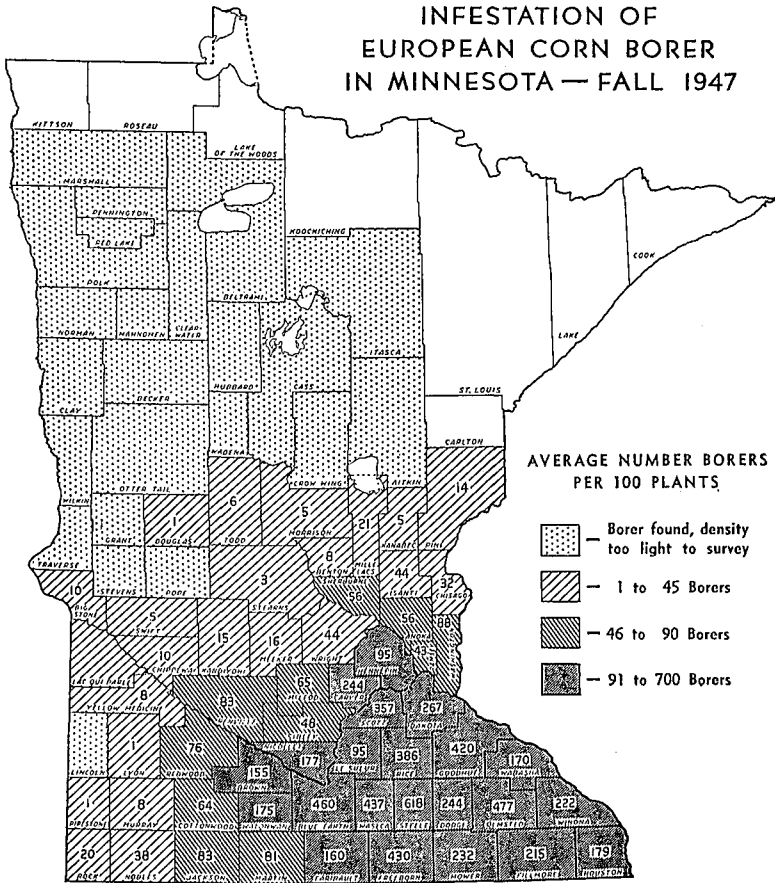 INFESTATION OF
EUROPEAN CORN BORER
IN MINNESOTA — FALL 1947
KITTSON
ROSEAU
LAKE
OF THE WOODS
MARSHALL
PENNINGTON
RED LAKE
KOOCHICHING
COOK
POLK
BELTRAMI
NORMAN
MAHNOMEN
CLEAR-
WATER
ITASCA
LAKE
HUBBARD
CASS
ST. LOUIS
BECKER
CLAY
WADENA
CARLTON
CROW WING
AITKIN
OTTER TAIL
WILKIN
AVERAGE NUMBER BORERS
PER 100 PLANTS
Borer found, density
too light to survey
- 1 to 45 Borers
- 46 to 90 Borers
- 91 to 700 Borers
14
6
5
1
21
5
GRANT
DOUGLAS
TODD
MORRISON
KANABEC
PINE
8
MILLE
LACS
BENTON
TRAVERSE
10
3
44
32
SHERBURNE
56
ISANTI
CHISAGO
BIG
STONE
STEVENS
POPE
STEARNS
5
56
88
SWIFT
15
16
44
ANOKA
10
43
95
CHIPPEWA
KANDIYOHI
MEEKER
WRIGHT
HENNEPIN
LAC QUI PARLE
65
244
8
83
MCLEOD
CARVER
YELLOW MEDICINE
RENVILLE
357
267
48
SCOTT
DAKOTA
SIBLEY
1
76
NICOLLET
177
95
386
420
170
LINCOLN
LYON
REDWOOD
155
LE SUEUR
RICE
GOODHUE
WABASHA
BROWN
1
8
64
175
460
437
618
244
477
222
PIPESTONE
MURRAY
COTTONWOOD
WATONWAN
BLUE EARTH
WASECA
STEELE
DODGE
OLMSTED
WINONA
20
38
83
81
160
430
232
215
179
ROCK
NOBLES
JACKSON
MARTIN
FARIBAULT
FREEBORN
MOWER
FILLMORE
HOUSTON